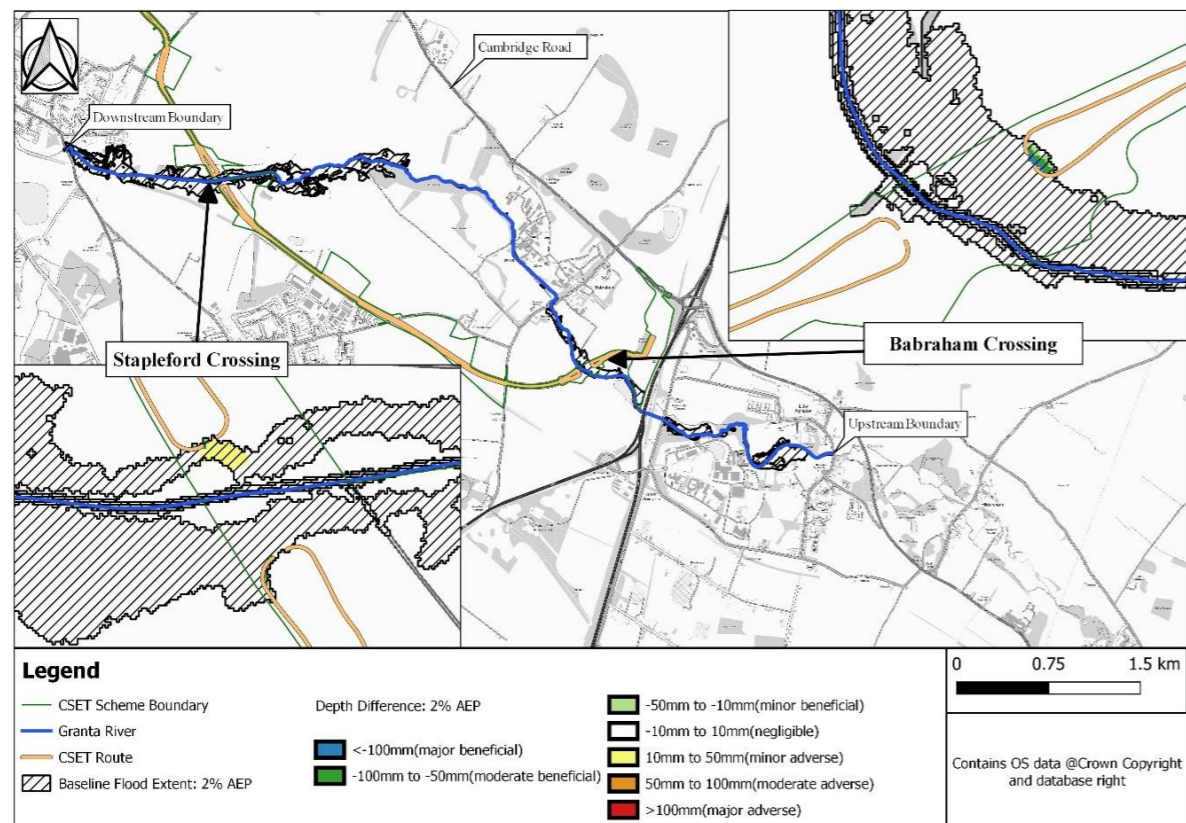 Cambridge Road
Downstream Boundary
Stapleford Crossing
Babraham Crossing
Upstream Boundary
Legend
CSET Scheme Boundary
Granta River
CSET Route
Baseline Flood Extent: 2% AEP
Depth Difference: 2% AEP
<-100mm(major beneficial)
-100mm to -50mm(moderate beneficial)
-50mm to -10mm(minor beneficial)
-10mm to 10mm(negligible)
10mm to 50mm(minor adverse)
50mm to 100mm(moderate adverse)
>100mm(major adverse)
0 0.75 1.5 km
Contains OS data @Crown Copyright
and database right